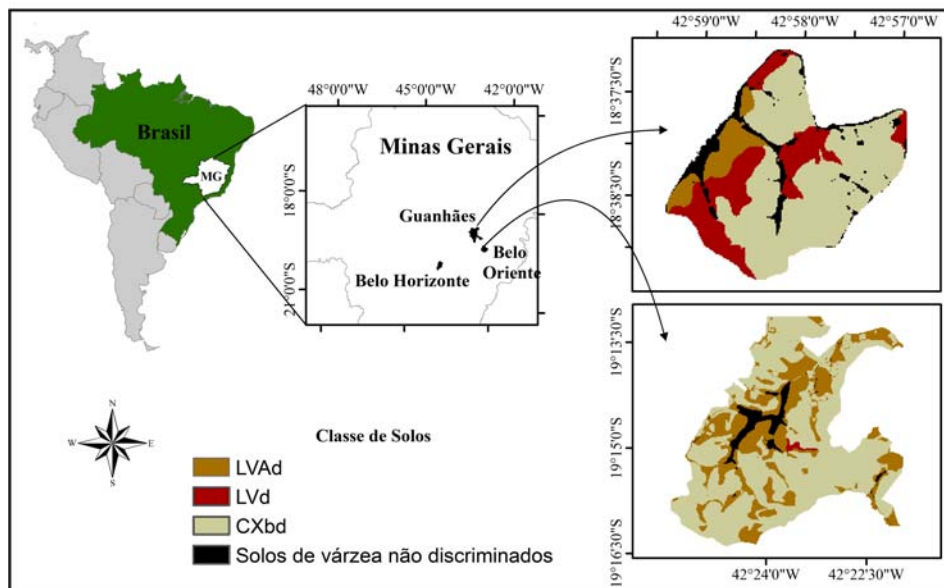 Brasil
MG
48°0'0"W 45°0'0"W 42°0'0"W
18°0'0"S
21°0'0"S
Minas Gerais
Guanhães
Belo
Oriente
Belo Horizonte
42°59'0"W 42°58'0"W 42°57'0"W
18°37'30"S
18°38'30"S
19°13'30"S
19°15'0"S
19°16'30"S
42°24'0"W 42°22'30"W
N
W E
S
Classe de Solos
LVAd
LVd
CXbd
Solos de várzea não discriminados